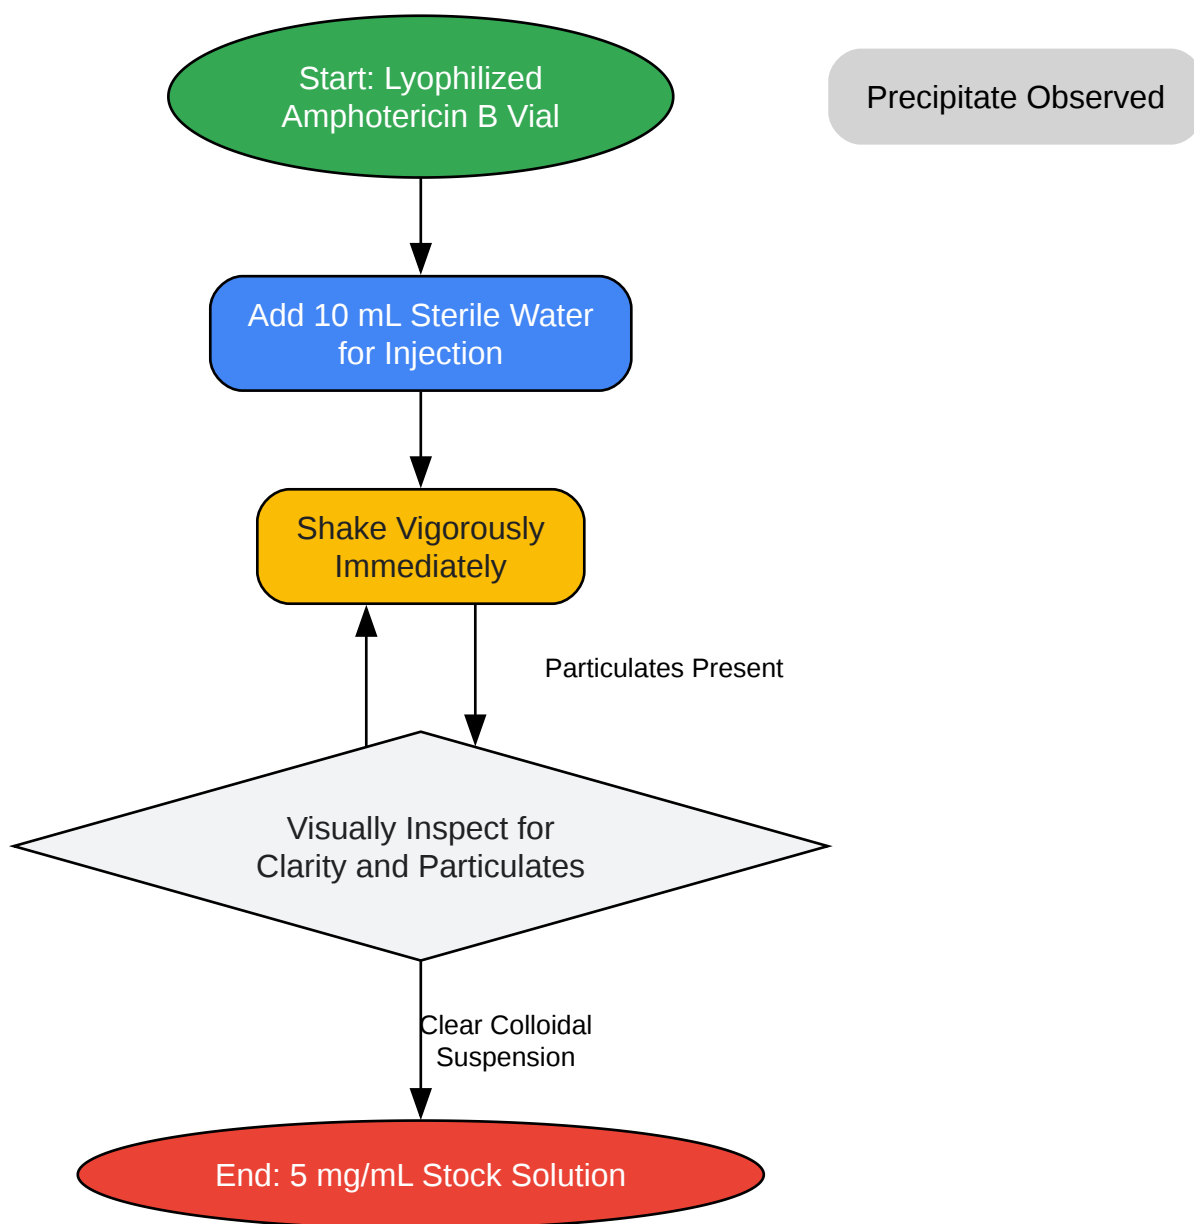 Start: Lyophilized
Amphotericin B Vial
Precipitate Observed
Add 10 mL Sterile Water
for Injection
Shake Vigorously
Immediately
Particulates Present
Visually Inspect for
Clarity and Particulates
Clear Colloidal
Suspension
End: 5 mg/mL Stock Solution